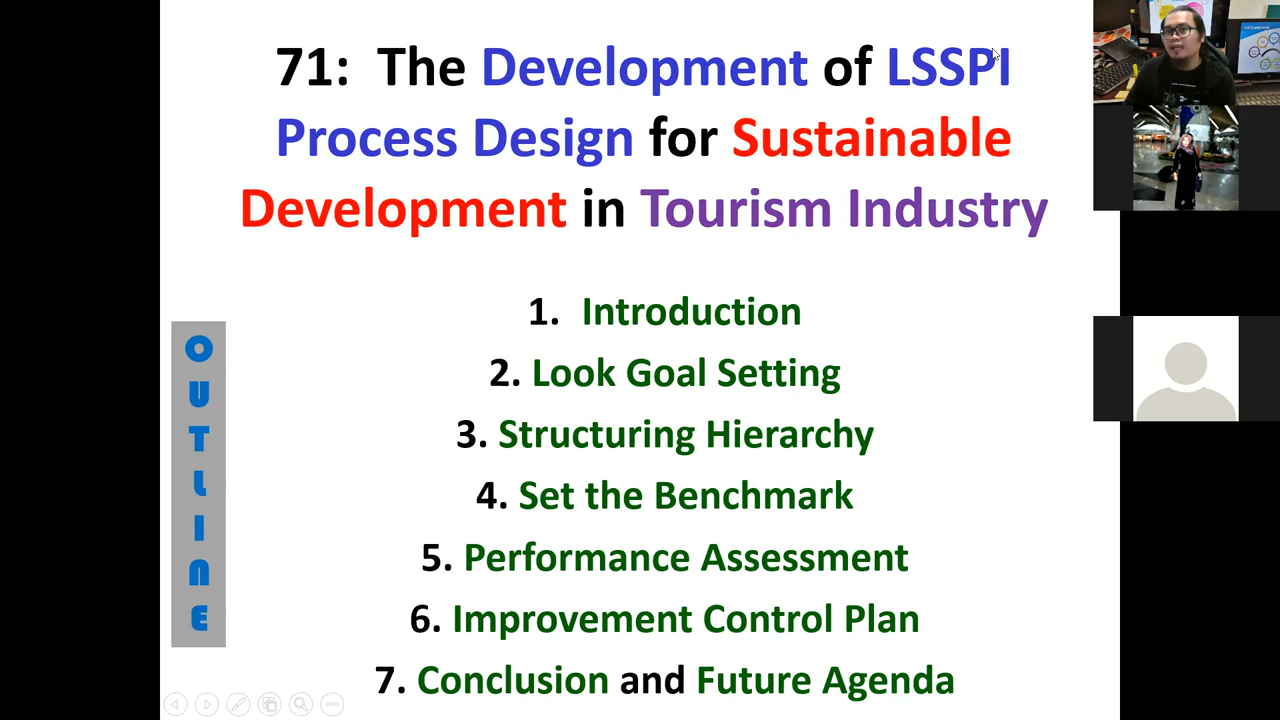 71: The Development of LSSPI
Process Design for Sustainable
Development in Tourism Industry
OUTLINE
1. Introduction
2. Look Goal Setting
3. Structuring Hierarchy
4. Set the Benchmark
5. Performance Assessment
6. Improvement Control Plan
7. Conclusion and Future Agenda